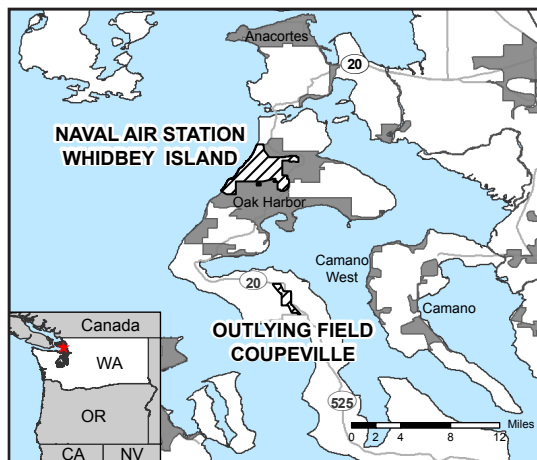 Anacortes
20
NAVAL AIR STATION
WHIDBEY ISLAND
Oak Harbor
Camano
West
20
Camano
OUTLYING FIELD
COUPEVILLE
Canada
WA
OR
CA
NV
525
Miles
0 2 4 8 12